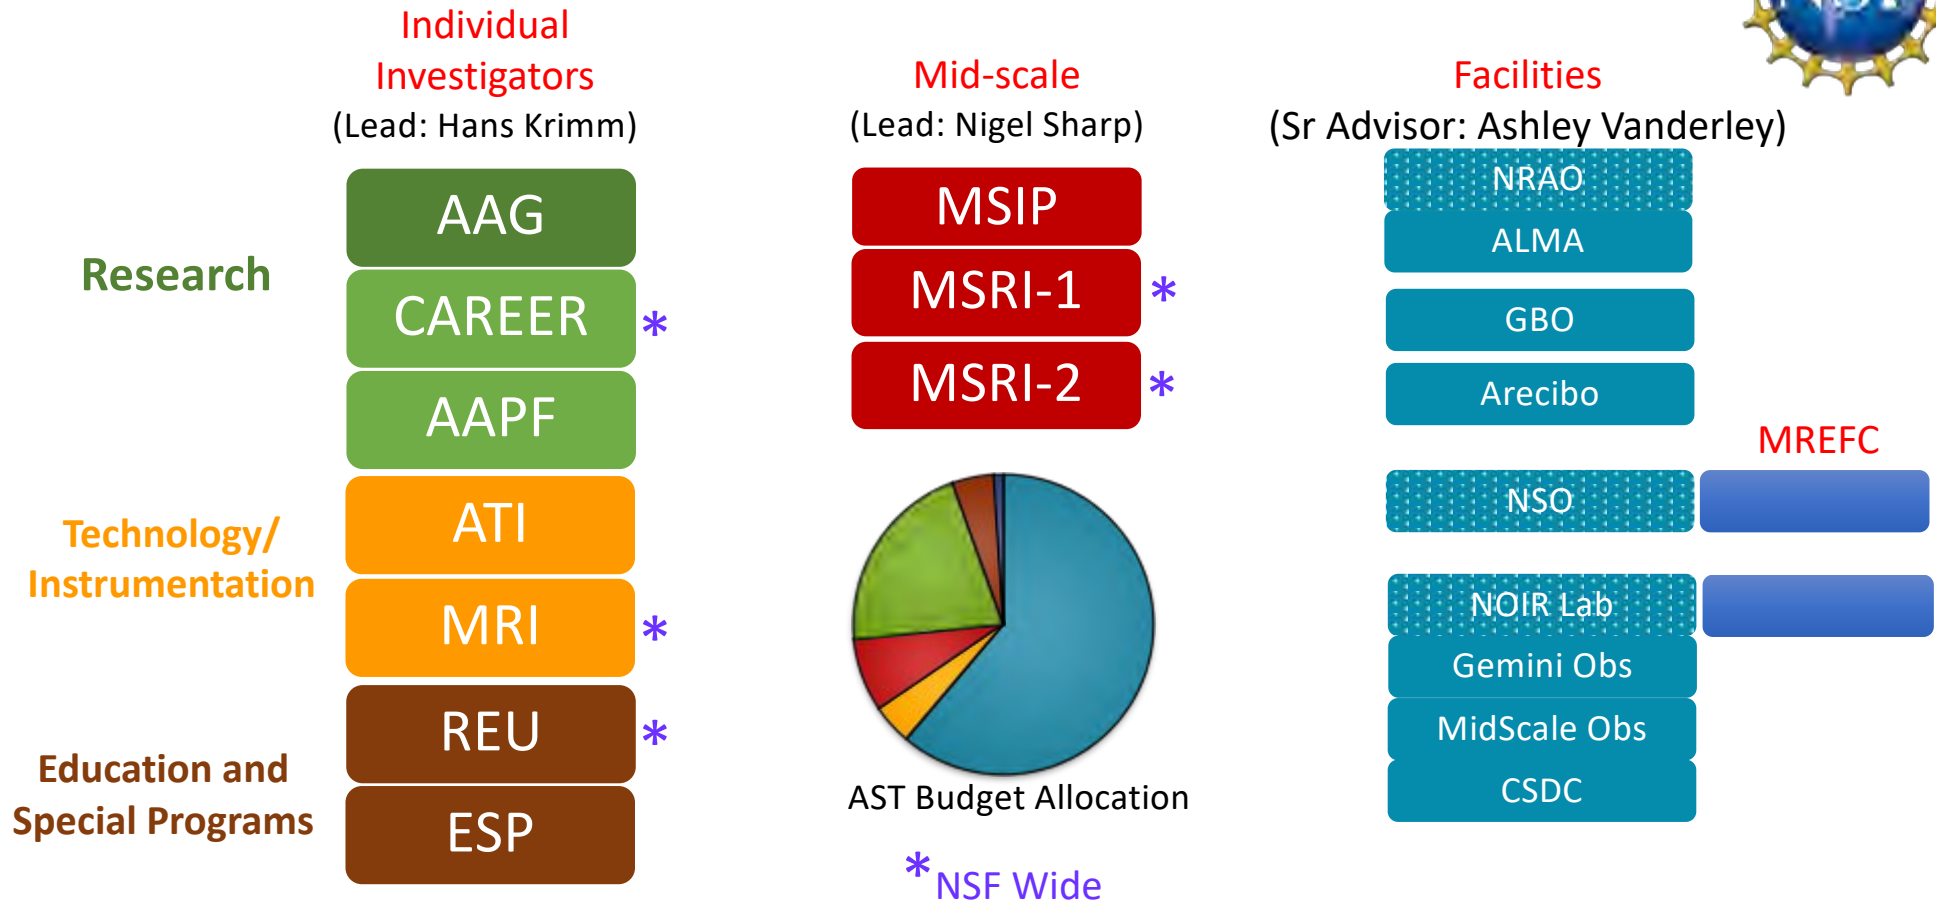 Individual
Investigators
(Lead: Hans Krimm)
Research
AAG
CAREER *
AAPF
Technology/
Instrumentation
ATI
MRI *
Education and
Special Programs
REU *
ESP
Mid-scale
(Lead: Nigel Sharp)
MSIP
MSRI-1 *
MSRI-2 *
AST Budget Allocation
*NSF Wide
Facilities
(Sr Advisor: Ashley Vanderley)
NRAO
ALMA
GBO
Arecibo
MREFC
NSO
NOIR Lab
Gemini Obs
MidScale Obs
CSDC